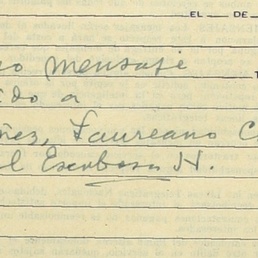 EL DE
mensaje
do a
ñez, Laureano C
l Escobosa H.